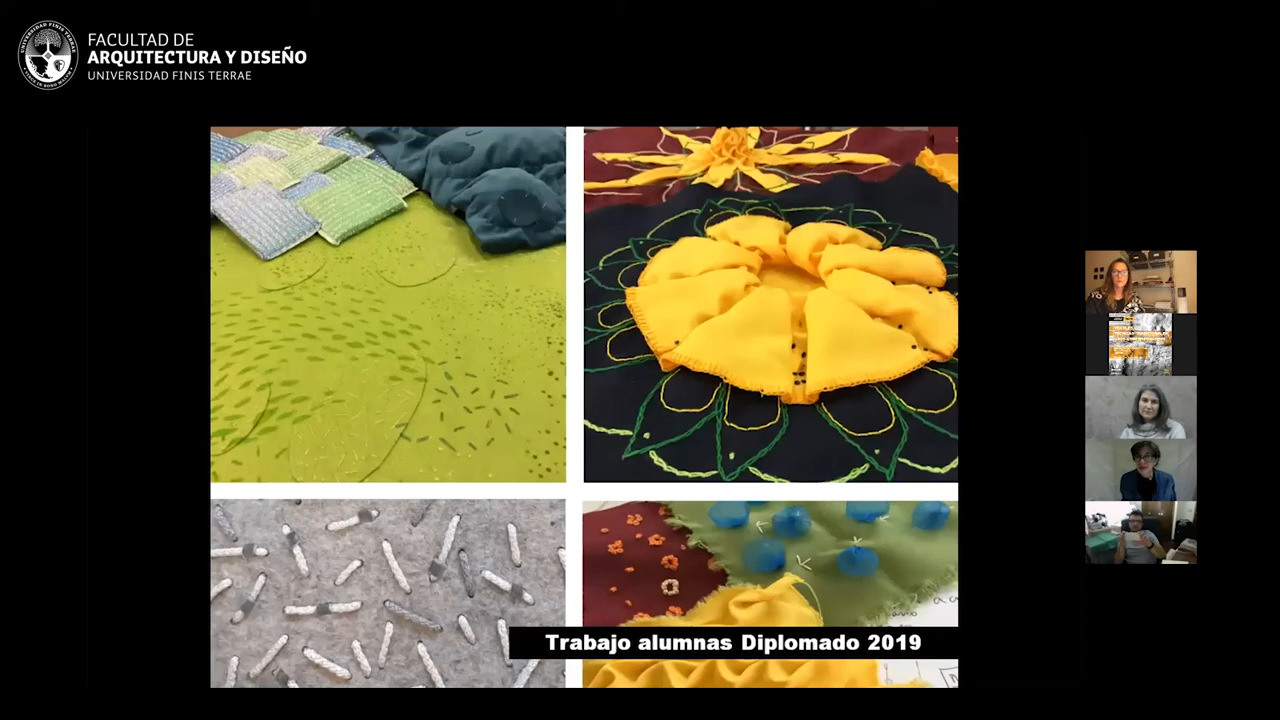 FACULTAD DE
ARQUITECTURA Y DISEÑO
UNIVERSIDAD FINIS TERRAE
Trabajo alumnas Diplomado 2019